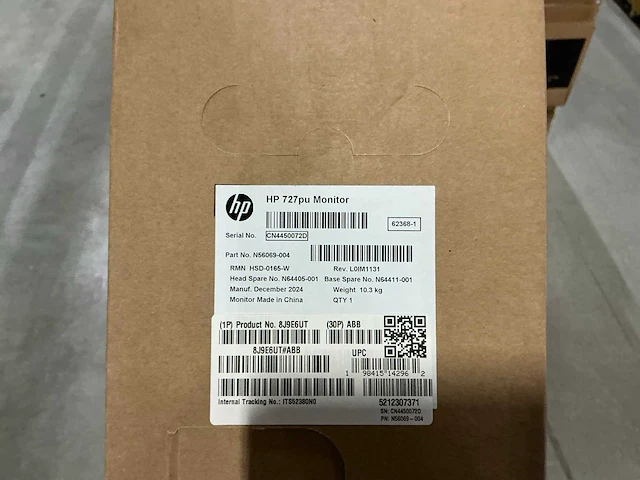 hp HP 727pu Monitor
62368-1
Serial No. CN4450072D
Part No. N56069-004
RMN HSD-0165-W Rev. L0IM1131
Head Spare No. N64405-001 Base Spare No. N64411-001
Manuf. December 2024 Weight 10.3 kg
Monitor Made in China QTY 1
(1P) Product No. 8J9E6UT (30P) ABB
8J9E6UT#ABB UPC
1 98415 14296 2
Internal Tracking No.: ITS52380N0 5212307371
SN: CN4450072D
PN: N56069-004